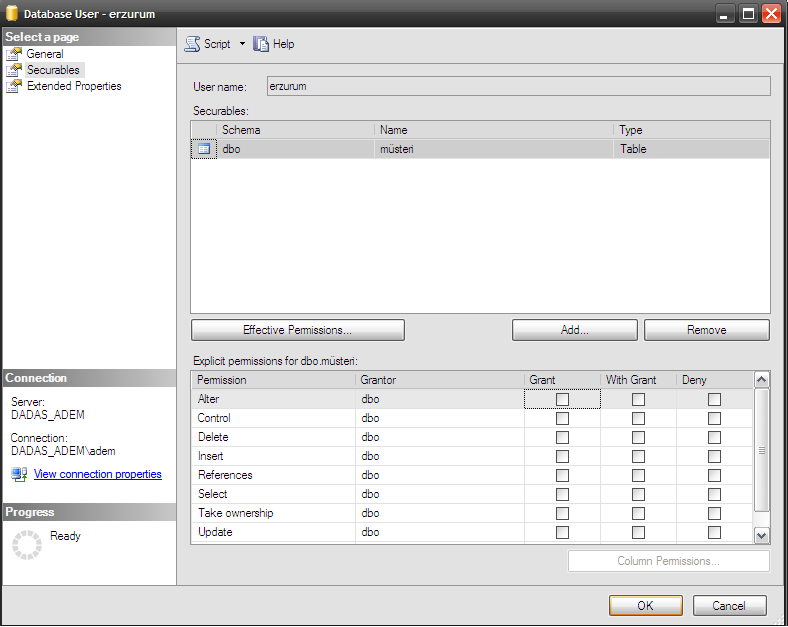 Database User - erzurum
Select a page
General
Securables
Extended Properties
Script Help
User name: erzurum
Securables:
Schema Name Type
dbo müsteri Table
Effective Permissions... Add... Remove
Explicit permissions for dbo.müsteri:
Permission Grantor Grant With Grant Deny
Alter dbo
Control dbo
Delete dbo
Insert dbo
References dbo
Select dbo
Take ownership dbo
Update dbo
Column Permissions...
Connection
Server:
DADAS_ADEM
Connection:
DADAS_ADEM\adem
View connection properties
Progress
Ready
OK Cancel